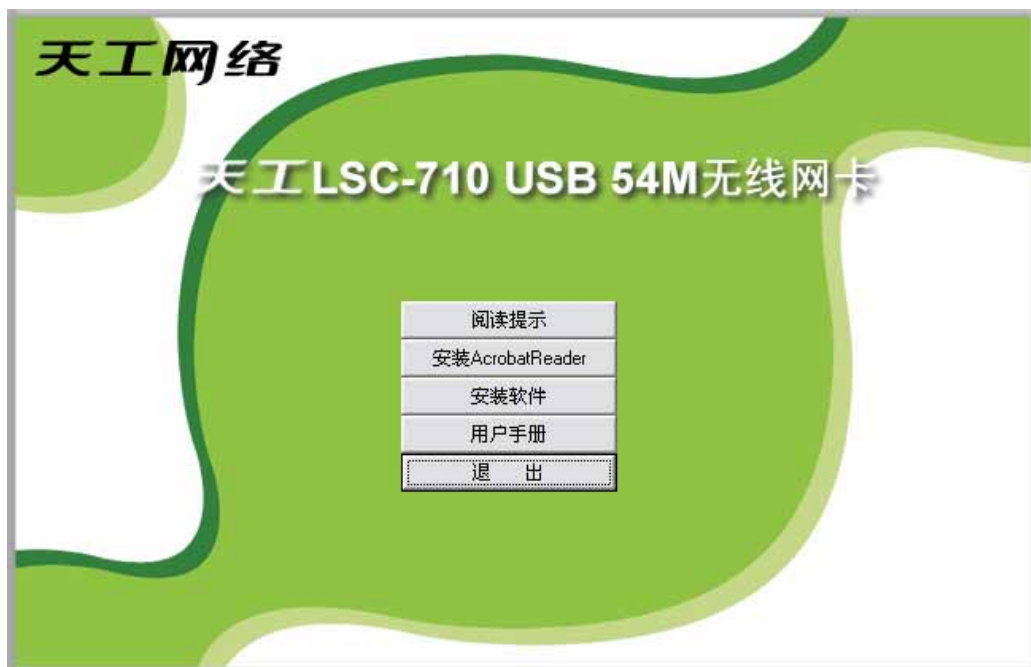 天工网络
天工LSC-710 USB 54M无线网卡
阅读提示
安装AcrobatReader
安装软件
用户手册
退 出